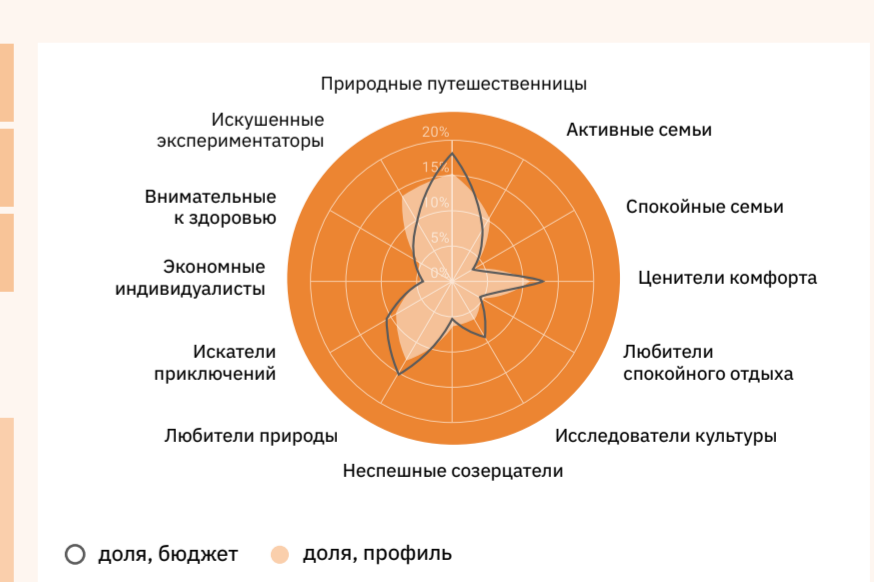 Природные путешественницы
Искушенные
экспериментаторы
Активные семьи
Внимательные
к здоровью
Спокойные семьи
Экономные
индивидуалисты
Ценители комфорта
Искатели
приключений
Любители
спокойного отдыха
Любители природы
Исследователи культуры
Неспешные созерцатели
20%
15%
10%
5%
0%
доля, бюджет
доля, профиль